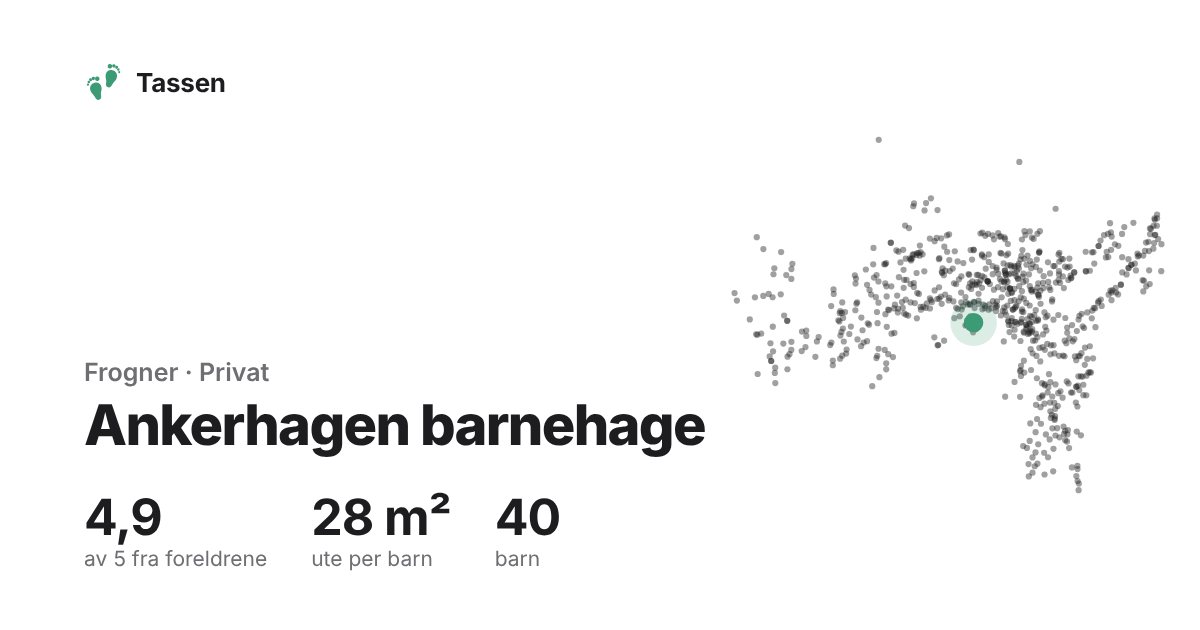 Tassen
Frogner · Privat
Ankerhagen barnehage
4,9
av 5 fra foreldrene
28 m²
ute per barn
40
barn